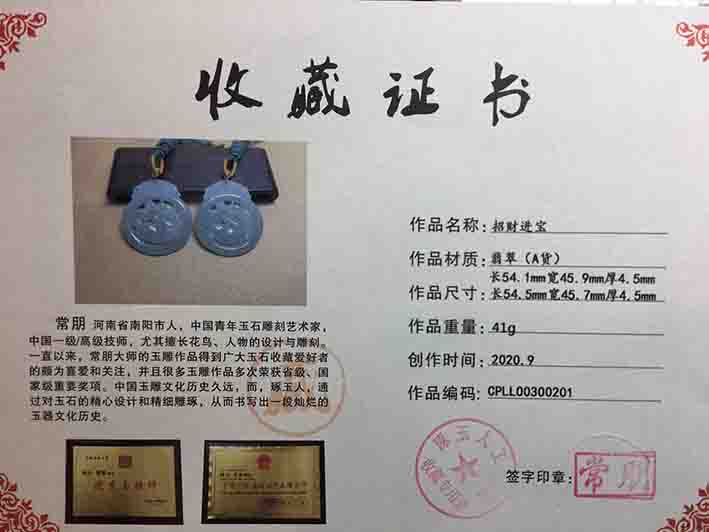 收藏证书
作品名称：招财进宝
作品材质：翡翠（A货）
长54.1mm宽45.9mm厚4.5mm
作品尺寸：长54.5mm宽45.7mm厚4.5mm
作品重量：41g
创作时间：2020.9
作品编码：CPLL00300201
签字印章：常朋
常朋 河南省南阳市人，中国青年玉石雕刻艺术家，
中国一级/高级技师，尤其擅长花鸟、人物的设计与雕刻。
一直以来，常朋大师的玉雕作品得到广大玉石收藏爱好者
的颇为喜爱和关注，并且很多玉雕作品多次荣获省级、国
家级重要奖项。中国玉雕文化历史久远，而，琢玉人，通
过对玉石的精心设计和精细雕琢，从而书写出一段灿烂的
玉器文化历史。